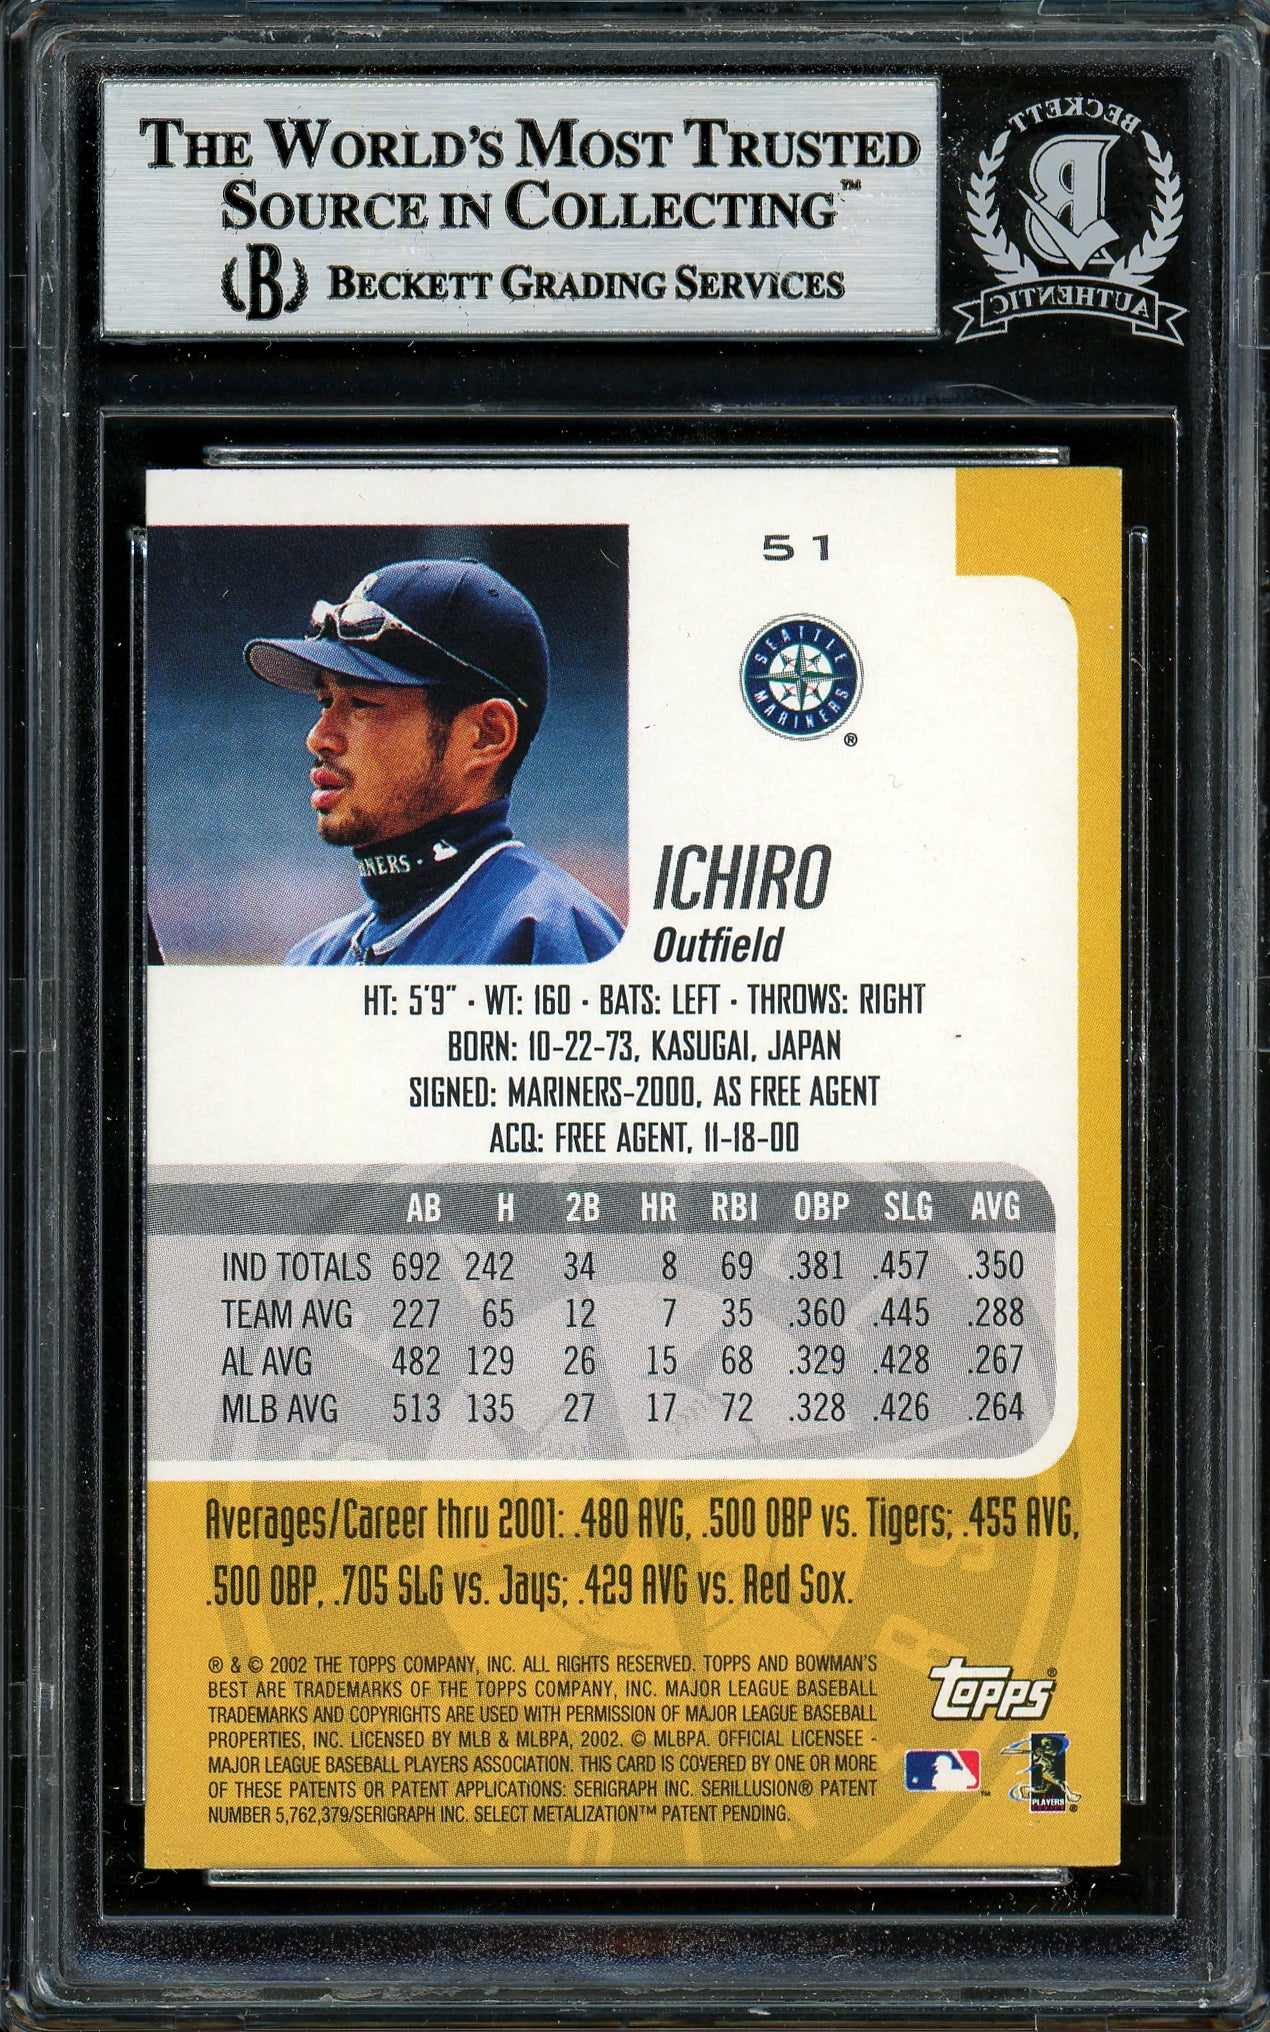 THE WORLD'S MOST TRUSTED
SOURCE IN COLLECTING™
B BECKETT GRADING SERVICES
BECKETT
B
AUTHENTIC
51
SEATTLE
MARINERS
®
INERS
ICHIRO
Outfield
HT: 5'9" · WT: 160 · BATS: LEFT · THROWS: RIGHT
BORN: 10-22-73, KASUGAI, JAPAN
SIGNED: MARINERS-2000, AS FREE AGENT
ACQ: FREE AGENT, 11-18-00
AB H 2B HR RBI OBP SLG AVG
IND TOTALS 692 242 34 8 69 .381 .457 .350
TEAM AVG 227 65 12 7 35 .360 .445 .288
AL AVG 482 129 26 15 68 .329 .428 .267
MLB AVG 513 135 27 17 72 .328 .426 .264
Averages/Career thru 2001: .480 AVG, .500 OBP vs. Tigers; .455 AVG,
.500 OBP, .705 SLG vs. Jays; .429 AVG vs. Red Sox.
® & © 2002 THE TOPPS COMPANY, INC. ALL RIGHTS RESERVED. TOPPS AND BOWMAN'S
BEST ARE TRADEMARKS OF THE TOPPS COMPANY, INC. MAJOR LEAGUE BASEBALL
TRADEMARKS AND COPYRIGHTS ARE USED WITH PERMISSION OF MAJOR LEAGUE BASEBALL
PROPERTIES, INC. LICENSED BY MLB & MLBPA, 2002. © MLBPA. OFFICIAL LICENSEE -
MAJOR LEAGUE BASEBALL PLAYERS ASSOCIATION. THIS CARD IS COVERED BY ONE OR MORE
OF THESE PATENTS OR PATENT APPLICATIONS: SERIGRAPH INC. SERILLUSION® PATENT
NUMBER 5,762,379/SERIGRAPH INC. SELECT METALIZATION™ PATENT PENDING.
topps®
™
PLAYERS
®